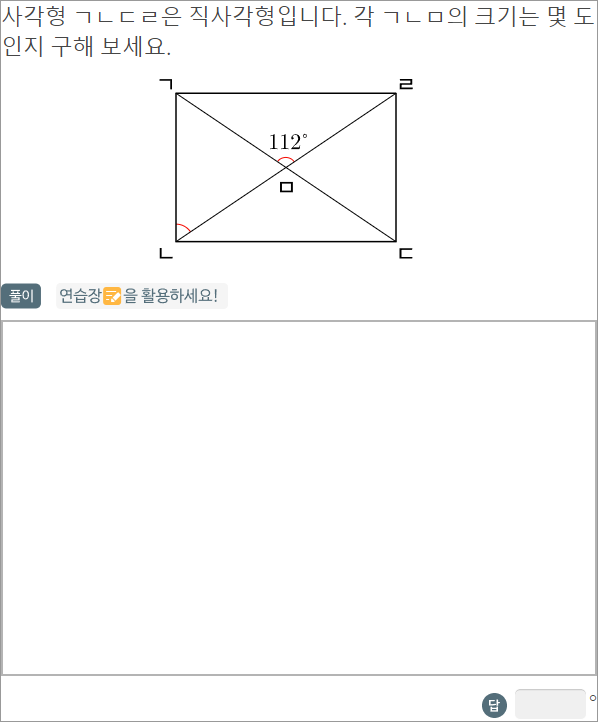 사각형 ㄱㄴㄷㄹ은 직사각형입니다. 각 ㄱㄴㅁ의 크기는 몇 도
인지 구해 보세요.
ㄱ ㄹ
112°
ㅁ
ㄴ ㄷ
풀이 연습장을 활용하세요!
답 °